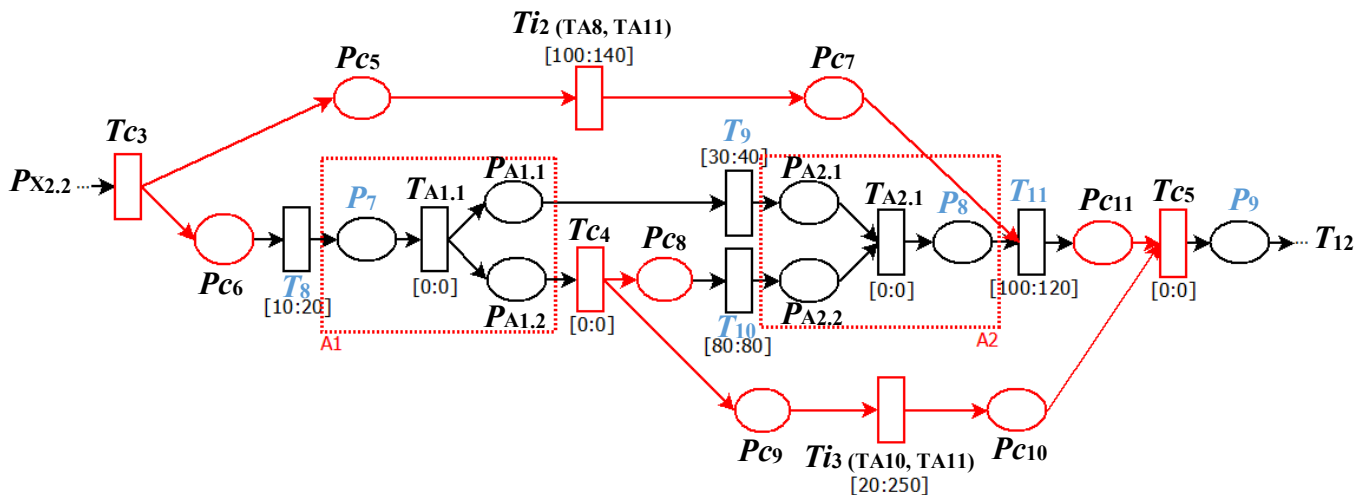 Ti2 (TA8, TA11)
[100:140]
Pc5
Pc7
Tc3
T9
[30:40]
PX2.2
PA1.1
TA1.1
PA2.1
TA2.1
P7
P8
T11
Pc11
Tc5
P9
Tc4
Pc8
T12
Pc6
T8
[10:20]
[0:0]
PA1.2
[0:0]
T10
[80:80]
PA2.2
[0:0]
[100:120]
[0:0]
A1
A2
Pc9
Ti3 (TA10, TA11)
[20:250]
Pc10